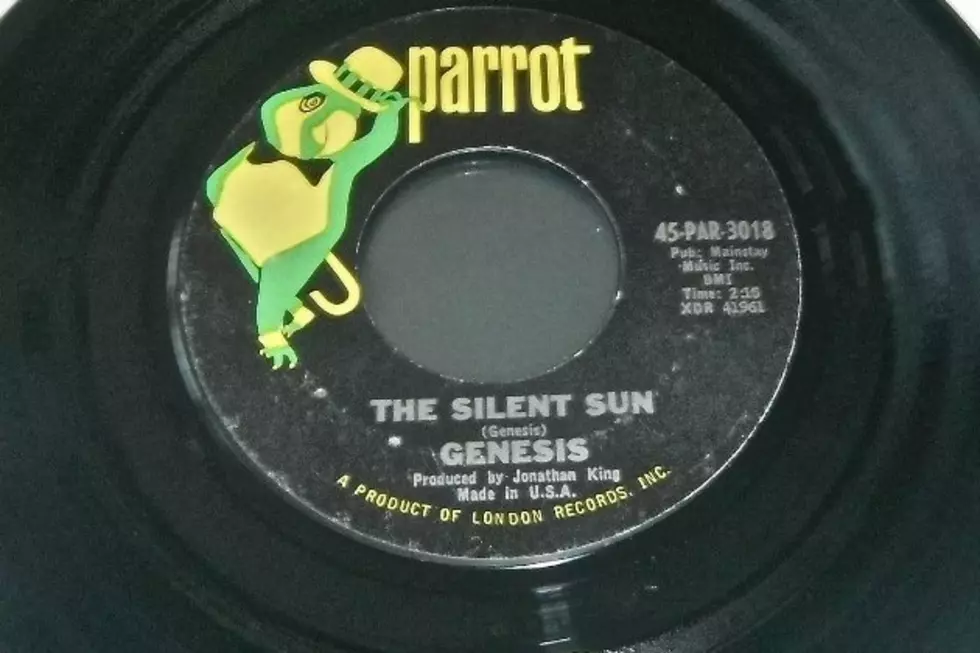 parrot
45-PAR-3018
Pub: Mainstay
Music Inc.
BMI
Time: 2:15
XDR 41961
THE SILENT SUN
(Genesis)
GENESIS
Produced by Jonathan King
Made in U.S.A.
A PRODUCT OF LONDON RECORDS, INC.